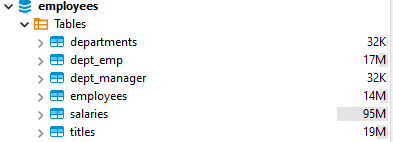 employees
Tables
departments 32K
dept_emp 17M
dept_manager 32K
employees 14M
salaries 95M
titles 19M